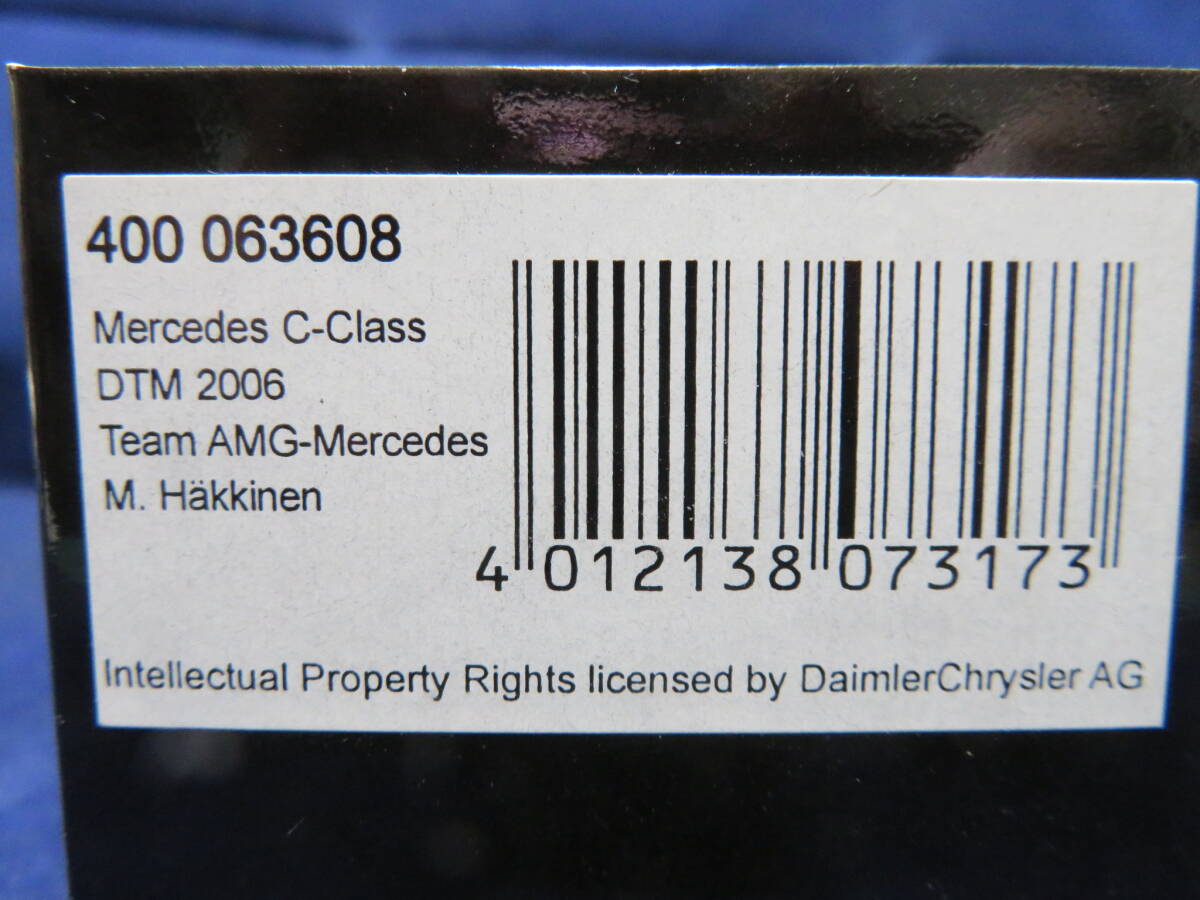 400 063608
Mercedes C-Class
DTM 2006
Team AMG-Mercedes
M. Häkkinen
4 012138 073173
Intellectual Property Rights licensed by DaimlerChrysler AG